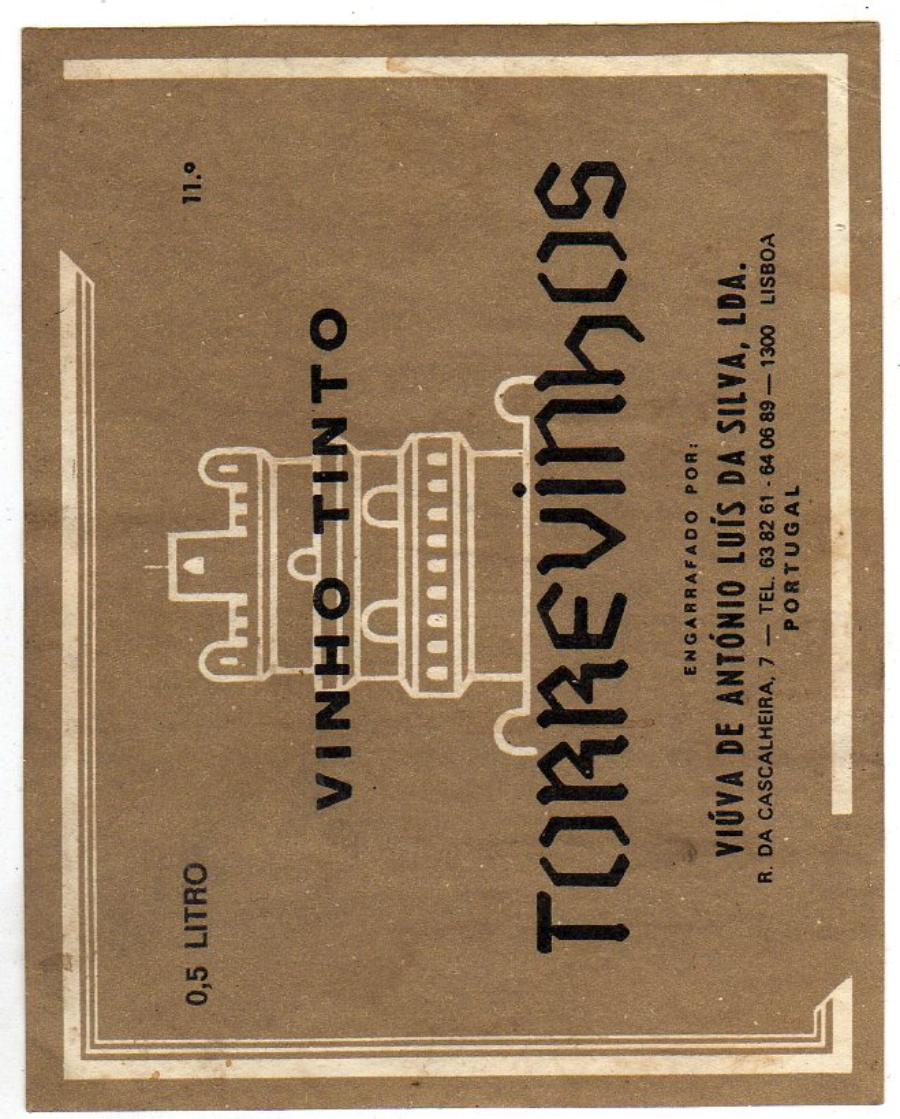 0,5 LITRO 11.º
VINHO TINTO
TORREVINHOS
ENGARRAFADO POR:
VIÚVA DE ANTÓNIO LUÍS DA SILVA, LDA.
R. DA CASCALHEIRA, 7 — TEL. 63 82 61 - 64 06 89 — 1300 LISBOA
PORTUGAL